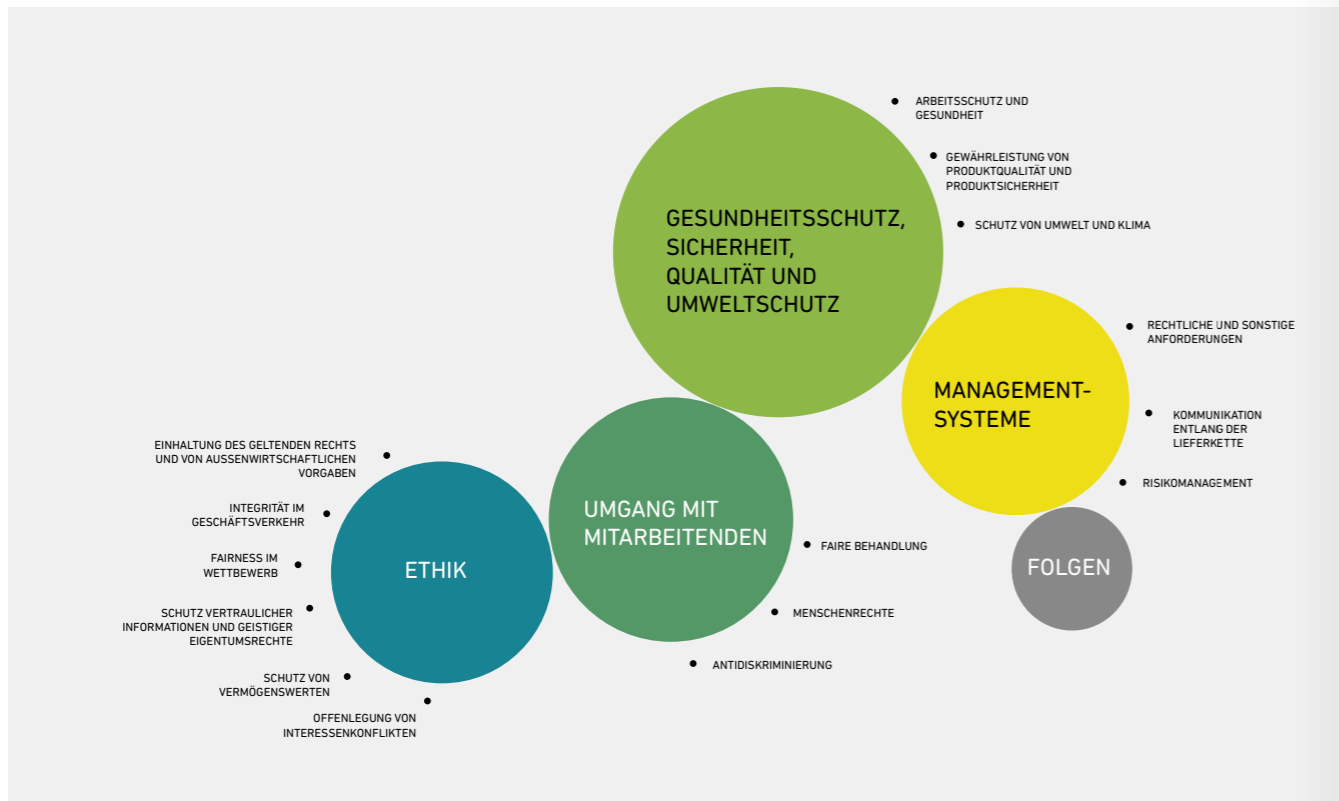 ARBEITSSCHUTZ UND
GESUNDHEIT
GEWÄHRLEISTUNG VON
PRODUKTQUALITÄT UND
PRODUKTSICHERHEIT
SCHUTZ VON UMWELT UND KLIMA
GESUNDHEITSSCHUTZ,
SICHERHEIT,
QUALITÄT UND
UMWELTSCHUTZ
RECHTLICHE UND SONSTIGE
ANFORDERUNGEN
MANAGEMENT-
SYSTEME
KOMMUNIKATION
ENTLANG DER
LIEFERKETTE
RISIKOMANAGEMENT
EINHALTUNG DES GELTENDEN RECHTS
UND VON AUSSENWIRTSCHAFTLICHEN
VORGABEN
INTEGRITÄT IM
GESCHÄFTSVERKEHR
FAIRNESS IM
WETTBEWERB
SCHUTZ VERTRAULICHER
INFORMATIONEN UND GEISTIGER
EIGENTUMSRECHTE
SCHUTZ VON
VERMÖGENSWERTEN
OFFENLEGUNG VON
INTERESSENKONFLIKTEN
ETHIK
UMGANG MIT
MITARBEITENDEN
FAIRE BEHANDLUNG
MENSCHENRECHTE
ANTIDISKRIMINIERUNG
FOLGEN